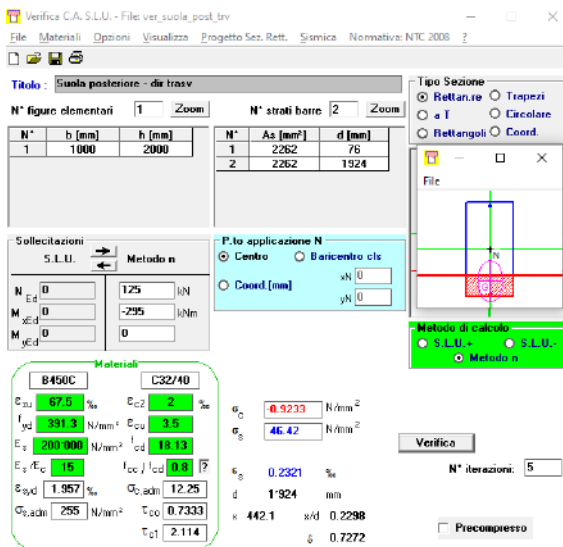 Verifica C.A. S.L.U. - File: ver_suola_post_trv
File Materiali Opzioni Visualizza Progetto Sez. Rett. Sismica Normativa: NTC 2008 ?
Titolo : Suola posteriore - dir trasv
N° figure elementari 1 Zoom
N° strati barre 2 Zoom
N° b [mm] h [mm]
1 1000 2000
N° As [mm²] d [mm]
1 2262 76
2 2262 1924
Tipo Sezione
Rettan.re Trapezi
a T Circolare
Rettangoli Coord.
File
N
G
Sollecitazioni
S.L.U. Metodo n
N Ed 0 125 kN
M xEd 0 -295 kNm
M yEd 0 0
P.to applicazione N
Centro Baricentro cls
Coord.[mm]
xN 0
yN 0
Metodo di calcolo
S.L.U.+ S.L.U.-
Metodo n
Materiali
B450C C32/40
εsu 67.5 ‰ εc2 2 ‰
fyd 391.3 N/mm² εcu 3.5
Es 200'000 N/mm² fcd 18.13
Es/Ec 15 fcc/fcd 0.8 ?
εsyd 1.957 ‰ σc,adm 12.25
σs,adm 255 N/mm² τco 0.7333
τc1 2.114
σc -0.9233 N/mm²
σs 46.42 N/mm²
εs 0.2321 ‰
d 1'924 mm
x 442.1 x/d 0.2298
δ 0.7272
Verifica
N° iterazioni: 5
Precompresso